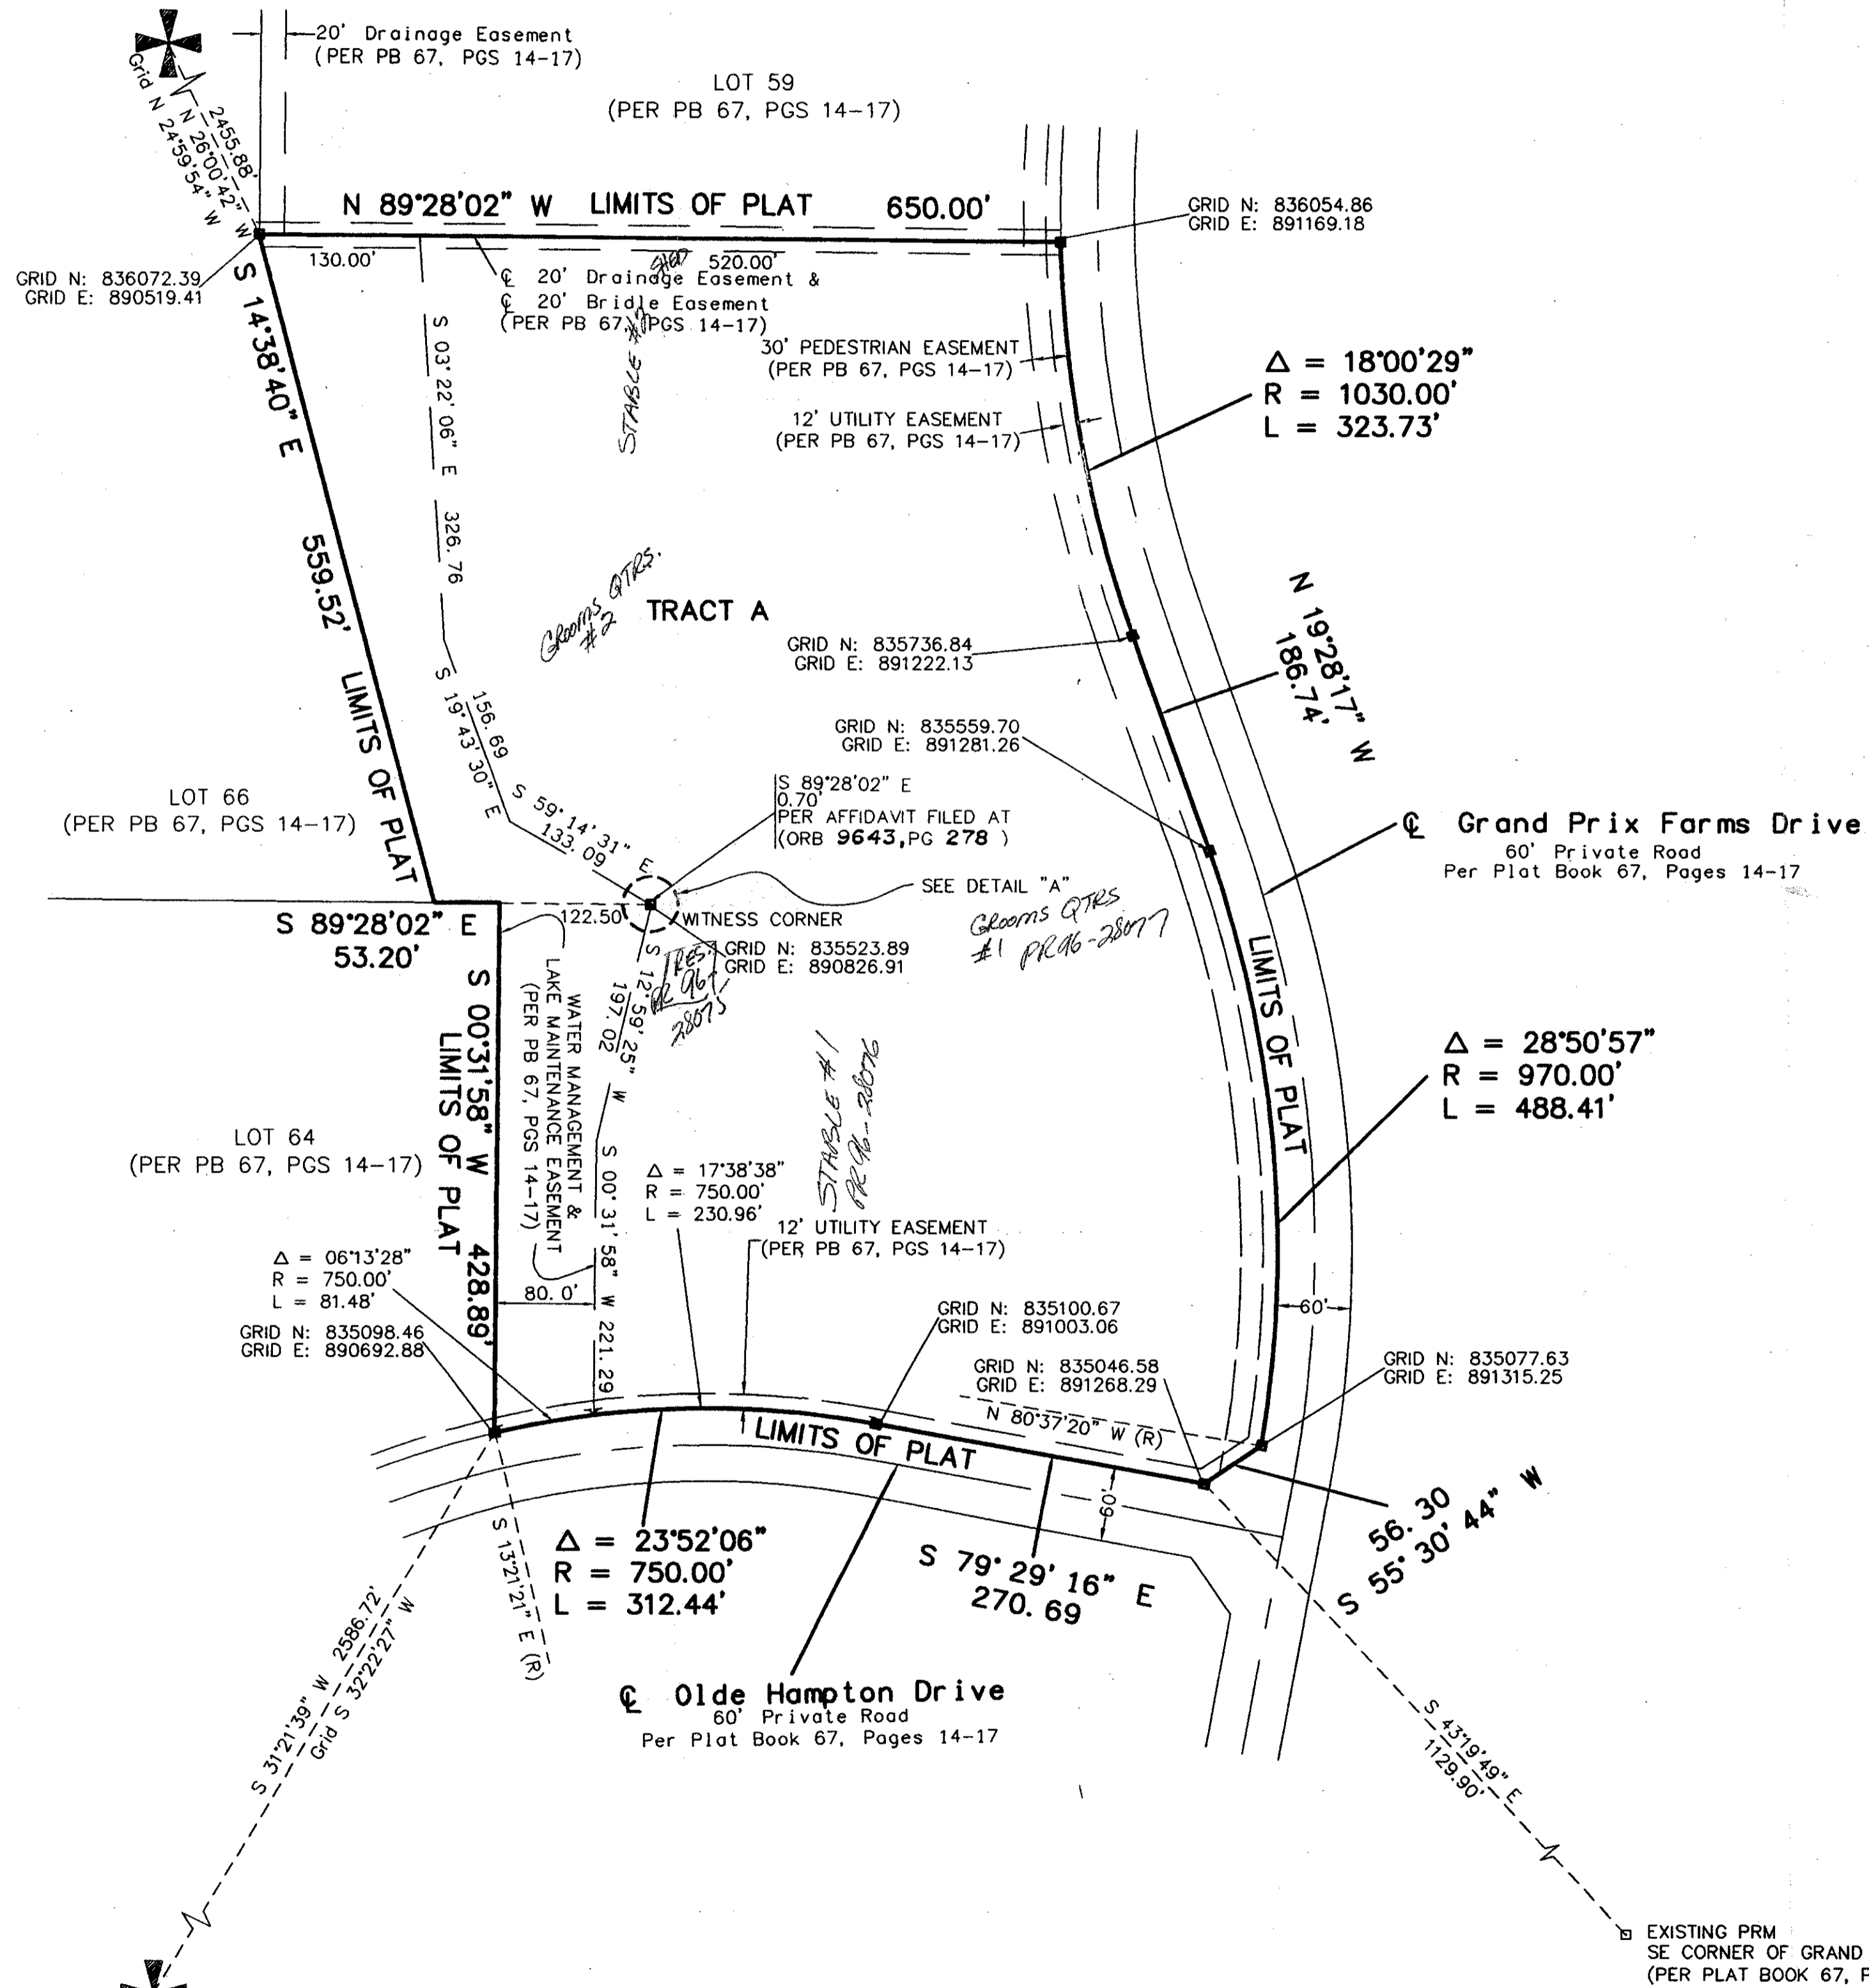 20' Drainage Easement
(PER PB 67, PGS 14-17)
LOT 59
(PER PB 67, PGS 14-17)
2455.88'
N 26°00'42" W
Grid N 24°59'54" W
N 89°28'02" W LIMITS OF PLAT 650.00'
GRID N: 836054.86
GRID E: 891169.18
130.00'
520.00'
GRID N: 836072.39
GRID E: 890519.41
℄ 20' Drainage Easement &
℄ 20' Bridle Easement
(PER PB 67, PGS 14-17)
SHED
STABLE #2
S 14°38'40" E 559.52' LIMITS OF PLAT
S 03°22'06" E 326.76
30' PEDESTRIAN EASEMENT
(PER PB 67, PGS 14-17)
12' UTILITY EASEMENT
(PER PB 67, PGS 14-17)
Δ = 18°00'29"
R = 1030.00'
L = 323.73'
GROOMS QTRS.
#2
TRACT A
GRID N: 835736.84
GRID E: 891222.13
N 19°28'17" W
186.74'
156.69
S 19°43'30" E
GRID N: 835559.70
GRID E: 891281.26
S 59°14'31" E
133.09
S 89°28'02" E
0.70'
PER AFFIDAVIT FILED AT
(ORB 9643, PG 278 )
LOT 66
(PER PB 67, PGS 14-17)
℄ Grand Prix Farms Drive
60' Private Road
Per Plat Book 67, Pages 14-17
SEE DETAIL "A"
122.50
WITNESS CORNER
S 89°28'02" E
53.20'
GRID N: 835523.89
GRID E: 890826.91
RES.
PR 96-
28075
GROOMS QTRS
#1 PR96-28077
LIMITS OF PLAT
S 12°59'25" W
197.02
WATER MANAGEMENT &
LAKE MAINTENANCE EASEMENT
(PER PB 67, PGS 14-17)
S 00°31'58" W 428.89'
LIMITS OF PLAT
STABLE #1
PR96-28076
Δ = 28°50'57"
R = 970.00'
L = 488.41'
LOT 64
(PER PB 67, PGS 14-17)
S 00°31'58" W 221.29
Δ = 17°38'38"
R = 750.00'
L = 230.96'
12' UTILITY EASEMENT
(PER PB 67, PGS 14-17)
Δ = 06°13'28"
R = 750.00'
L = 81.48'
80.0'
60'
GRID N: 835098.46
GRID E: 890692.88
GRID N: 835100.67
GRID E: 891003.06
GRID N: 835046.58
GRID E: 891268.29
GRID N: 835077.63
GRID E: 891315.25
N 80°37'20" W (R)
LIMITS OF PLAT
60'
56.30
S 55°30'44" W
S 13°21'21" E (R)
Δ = 23°52'06"
R = 750.00'
L = 312.44'
S 79°29'16" E
270.69
S 31°21'39" W 2586.72'
Grid S 32°22'27" W
℄ Olde Hampton Drive
60' Private Road
Per Plat Book 67, Pages 14-17
S 43°19'49" E
1129.90'
EXISTING PRM
SE CORNER OF GRAND
(PER PLAT BOOK 67, P